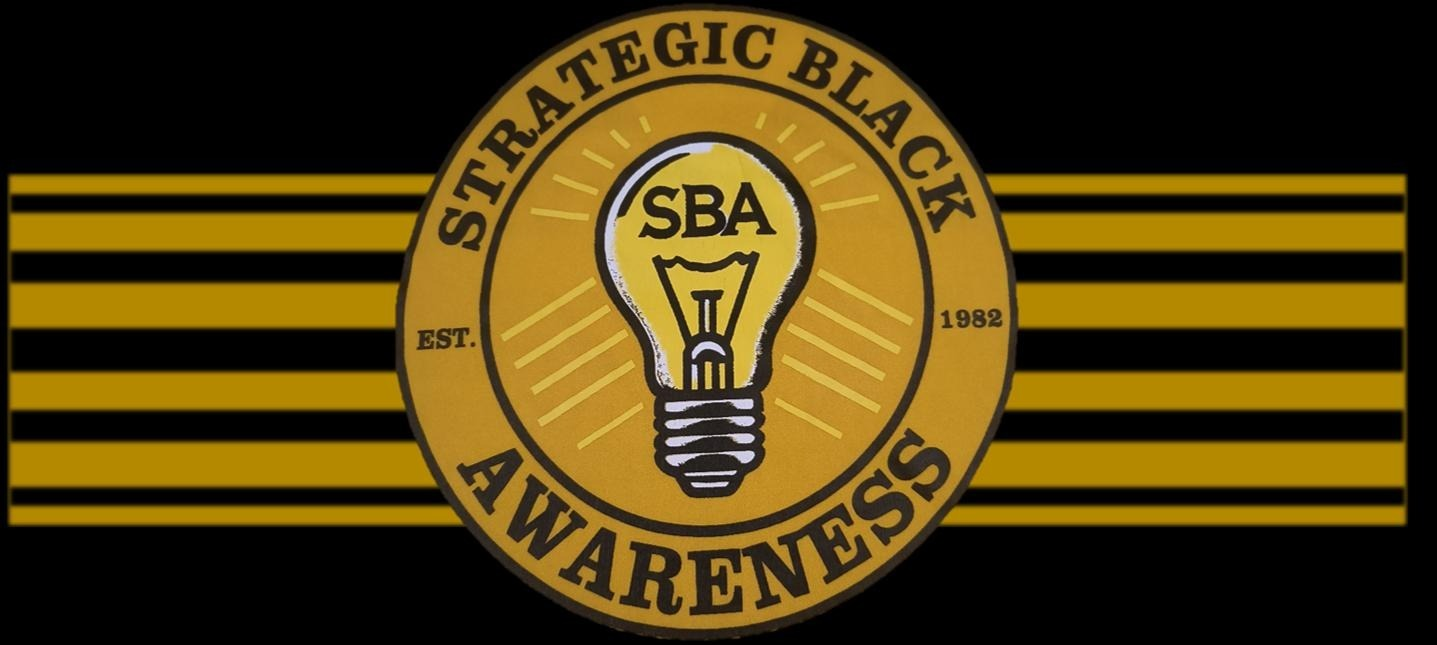 STRATEGIC BLACK
SBA
EST. 1982
AWARENESS